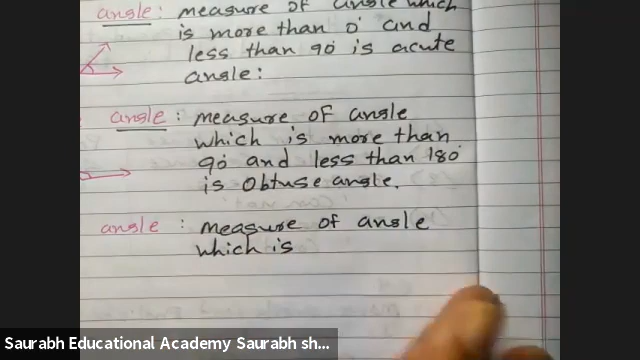 angle : measure of angle which
is more than 0° and
less than 90° is acute
angle :
angle : measure of angle
which is more than
90° and less than 180°
is obtuse angle.
angle : measure of angle
which is
Saurabh Educational Academy Saurabh sh...